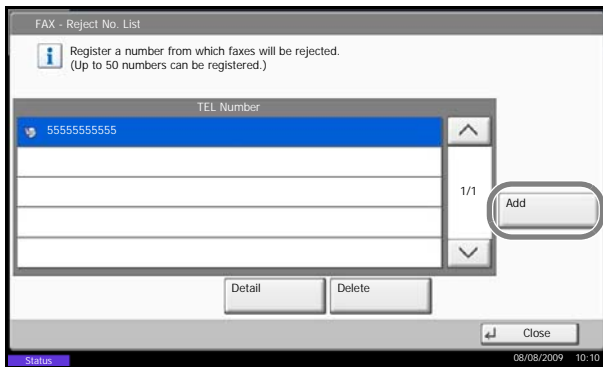 FAX - Reject No. List
Register a number from which faxes will be rejected.
(Up to 50 numbers can be registered.)
TEL Number
55555555555
1/1
Add
Detail
Delete
Close
Status
08/08/2009 10:10